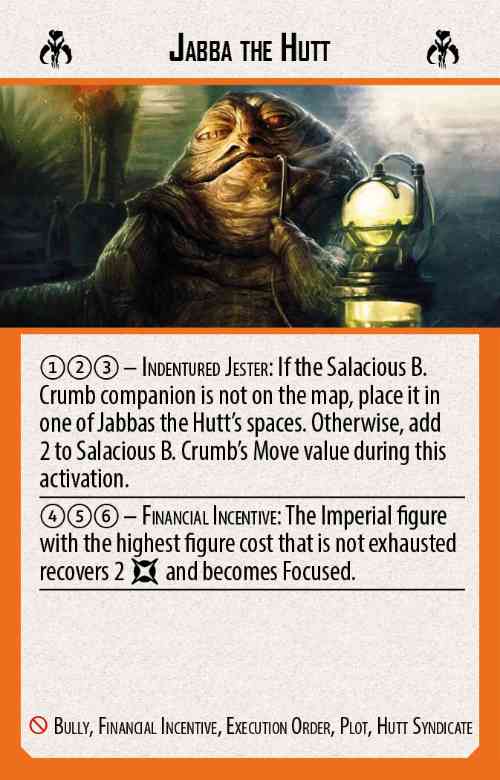 Jabba the Hutt
①②③ – Indentured Jester: If the Salacious B.
Crumb companion is not on the map, place it in
one of Jabbas the Hutt's spaces. Otherwise, add
2 to Salacious B. Crumb's Move value during this
activation.
④⑤⑥ – Financial Incentive: The Imperial figure
with the highest figure cost that is not exhausted
recovers 2 and becomes Focused.
Bully, Financial Incentive, Execution Order, Plot, Hutt Syndicate